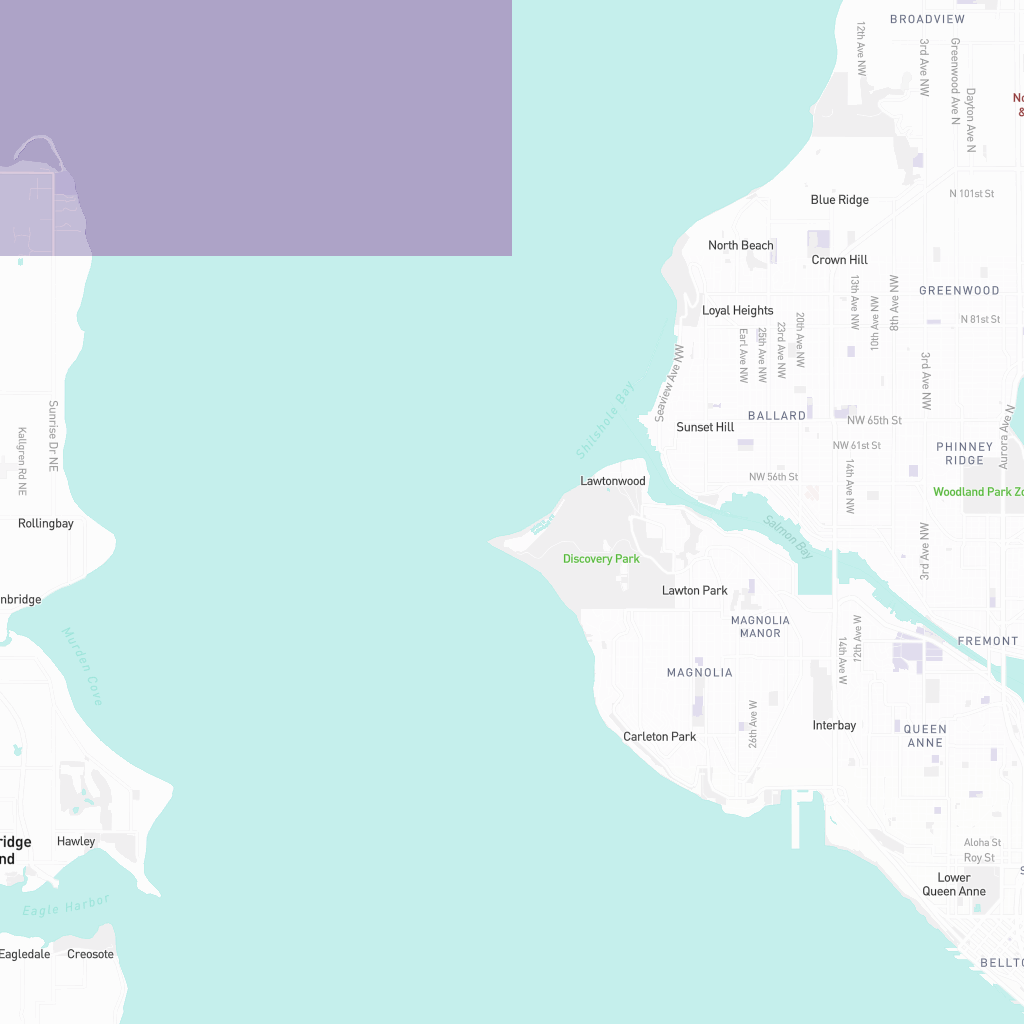 BROADVIEW
12th Ave NW
3rd Ave NW
Greenwood Ave N
Dayton Ave N
No
&
N 101st St
Blue Ridge
North Beach
Crown Hill
GREENWOOD
13th Ave NW
10th Ave NW
8th Ave NW
Loyal Heights
N 81st St
Earl Ave NW
25th Ave NW
23rd Ave NW
20th Ave NW
Seaview Ave NW
3rd Ave NW
Shilshole Bay
BALLARD
NW 65th St
Sunset Hill
Aurora Ave N
NW 61st St
PHINNEY
RIDGE
Sunrise Dr NE
Kallgren Rd NE
NW 56th St
14th Ave NW
Lawtonwood
Woodland Park Zo
Rollingbay
Salmon Bay
3rd Ave NW
Discovery Park
Lawton Park
nbridge
MAGNOLIA
MANOR
12th Ave W
14th Ave W
FREMONT
Murden Cove
MAGNOLIA
26th Ave W
Interbay
QUEEN
ANNE
Carleton Park
ridge
nd
Hawley
Aloha St
Roy St
S
Lower
Queen Anne
Eagle Harbor
Eagledale
Creosote
BELLTO